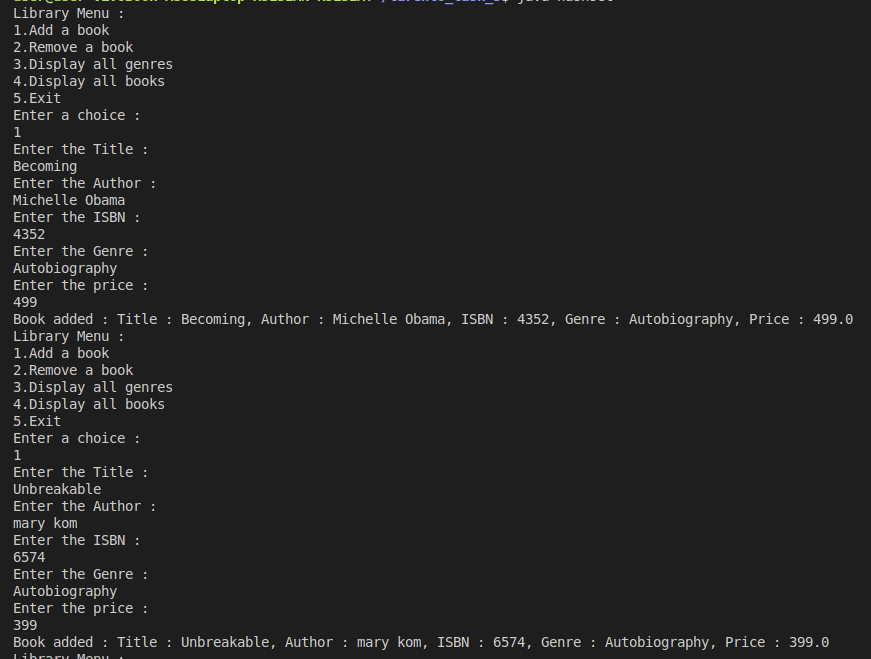 Library Menu :
1.Add a book
2.Remove a book
3.Display all genres
4.Display all books
5.Exit
Enter a choice :
1
Enter the Title :
Becoming
Enter the Author :
Michelle Obama
Enter the ISBN :
4352
Enter the Genre :
Autobiography
Enter the price :
499
Book added : Title : Becoming, Author : Michelle Obama, ISBN : 4352, Genre : Autobiography, Price : 499.0
Library Menu :
1.Add a book
2.Remove a book
3.Display all genres
4.Display all books
5.Exit
Enter a choice :
1
Enter the Title :
Unbreakable
Enter the Author :
mary kom
Enter the ISBN :
6574
Enter the Genre :
Autobiography
Enter the price :
399
Book added : Title : Unbreakable, Author : mary kom, ISBN : 6574, Genre : Autobiography, Price : 399.0
Library Menu :